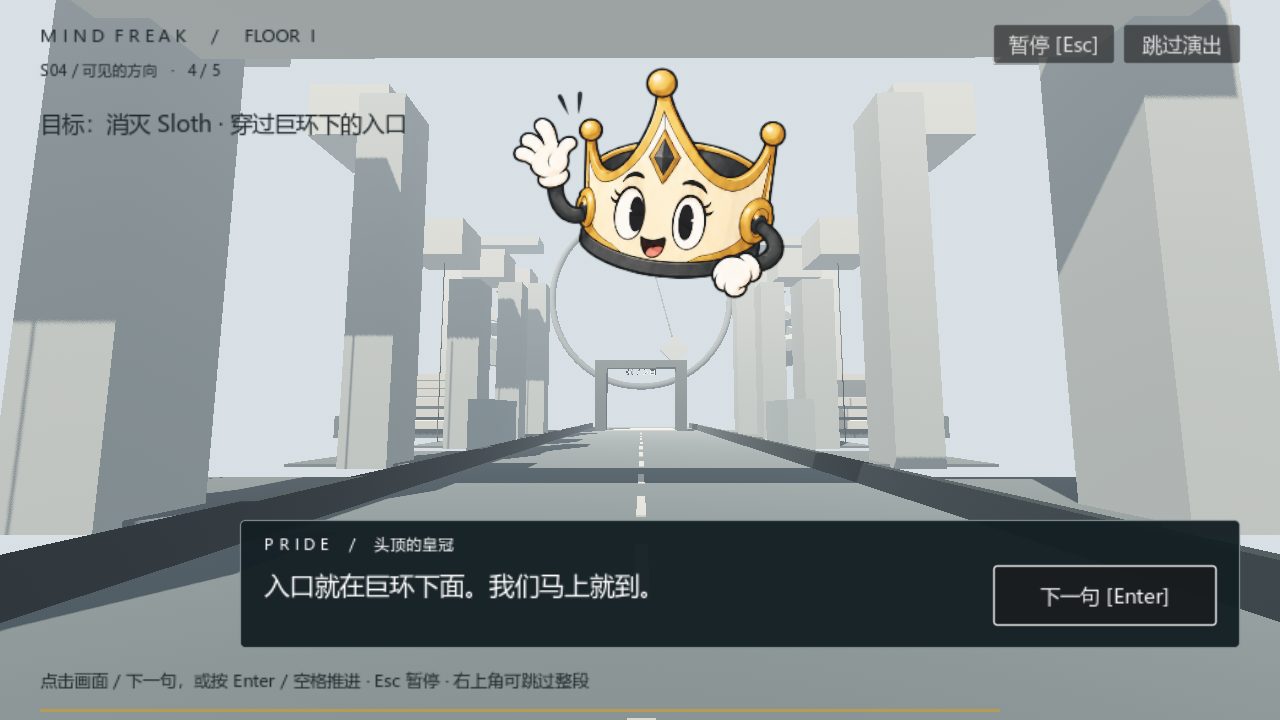 MIND FREAK / FLOOR I
S04 / 可见的方向 · 4 / 5
目标：消灭 Sloth · 穿过巨环下的入口
暂停 [Esc]
跳过演出
PRIDE / 头顶的皇冠
入口就在巨环下面。我们马上就到。
下一句 [Enter]
点击画面 / 下一句，或按 Enter / 空格推进 · Esc 暂停 · 右上角可跳过整段